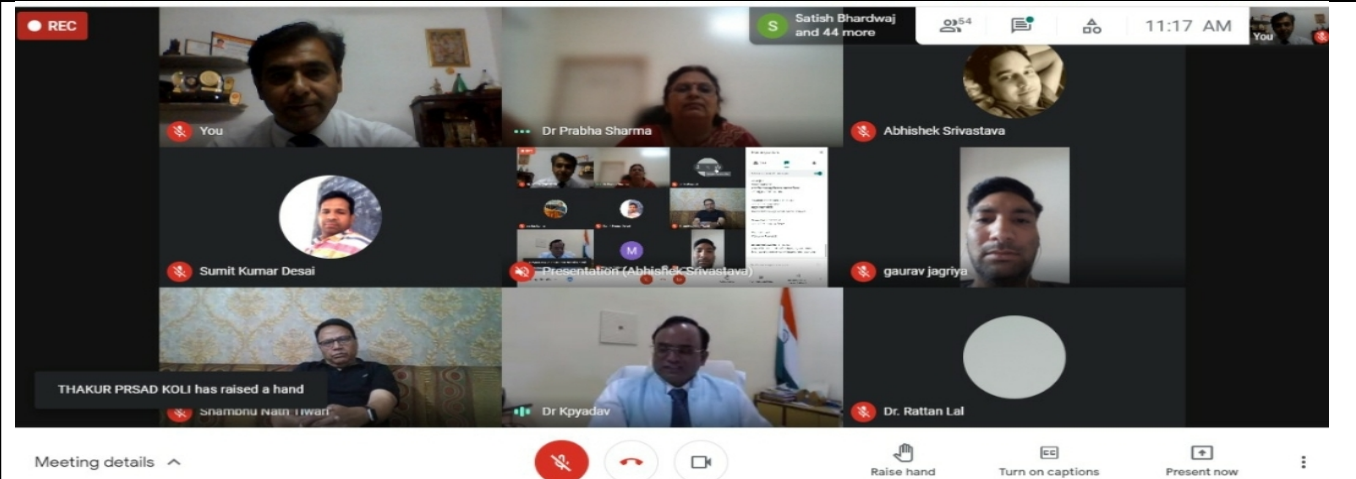 REC
S
Satish Bhardwaj
and 44 more
54
11:17 AM
You
You
Dr Prabha Sharma
Abhishek Srivastava
Sumit Kumar Desai
M
Presentation (Abhishek Srivastava)
gaurav jagriya
THAKUR PRSAD KOLI has raised a hand
Shambhu Nath Tiwari
Dr Kpyadav
Dr. Rattan Lal
Meeting details
Raise hand
CC
Turn on captions
Present now